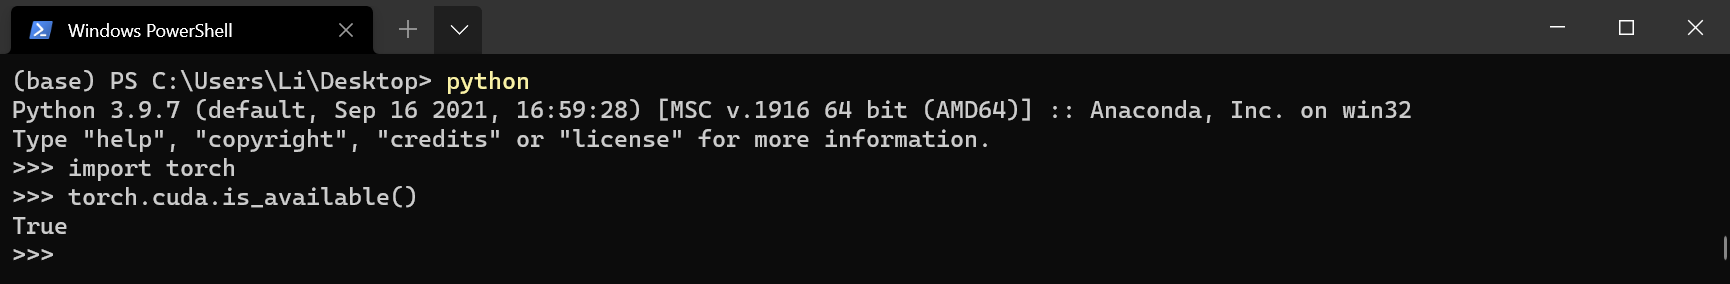 Windows PowerShell
(base) PS C:\Users\Li\Desktop> python
Python 3.9.7 (default, Sep 16 2021, 16:59:28) [MSC v.1916 64 bit (AMD64)] :: Anaconda, Inc. on win32
Type "help", "copyright", "credits" or "license" for more information.
>>> import torch
>>> torch.cuda.is_available()
True
>>>